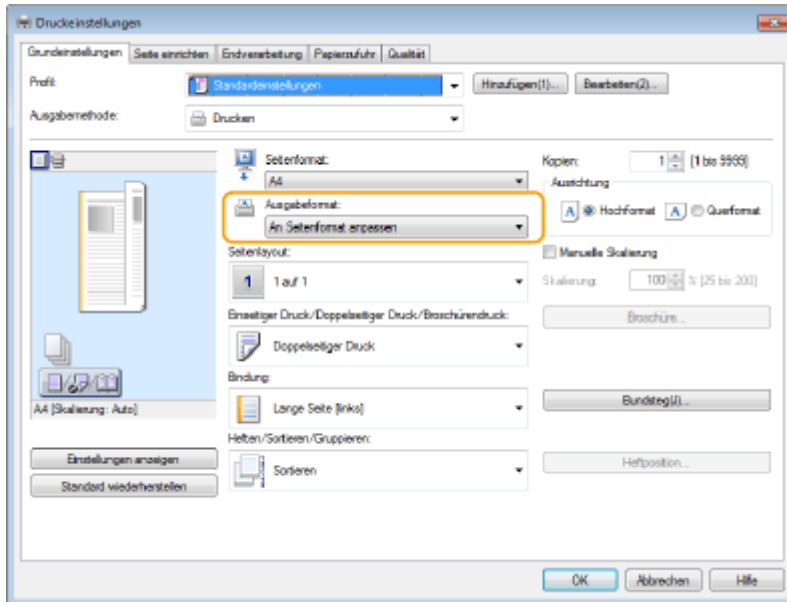 Druckeinstellungen
Grundeinstellungen Seite einrichten Endverarbeitung Papierzufuhr Qualität
Profil: Standardeinstellungen Hinzufügen(1)... Bearbeiten(2)...
Ausgabemethode: Drucken
Seitenformat:
A4
Ausgabeformat:
An Seitenformat anpassen
Kopien: 1 [1 bis 9999]
Ausrichtung
A Hochformat A Querformat
Seitenlayout:
1 1 auf 1
Manuelle Skalierung
Skalierung: 100 % [25 bis 200]
Einseitiger Druck/Doppelseitiger Druck/Broschürendruck:
Doppelseitiger Druck
Broschüre...
Bindung:
Lange Seite [links]
Bundsteg(J)...
A4 [Skalierung: Auto]
Heften/Sortieren/Gruppieren:
Sortieren
Heftposition...
Einstellungen anzeigen
Standard wiederherstellen
OK Abbrechen Hilfe